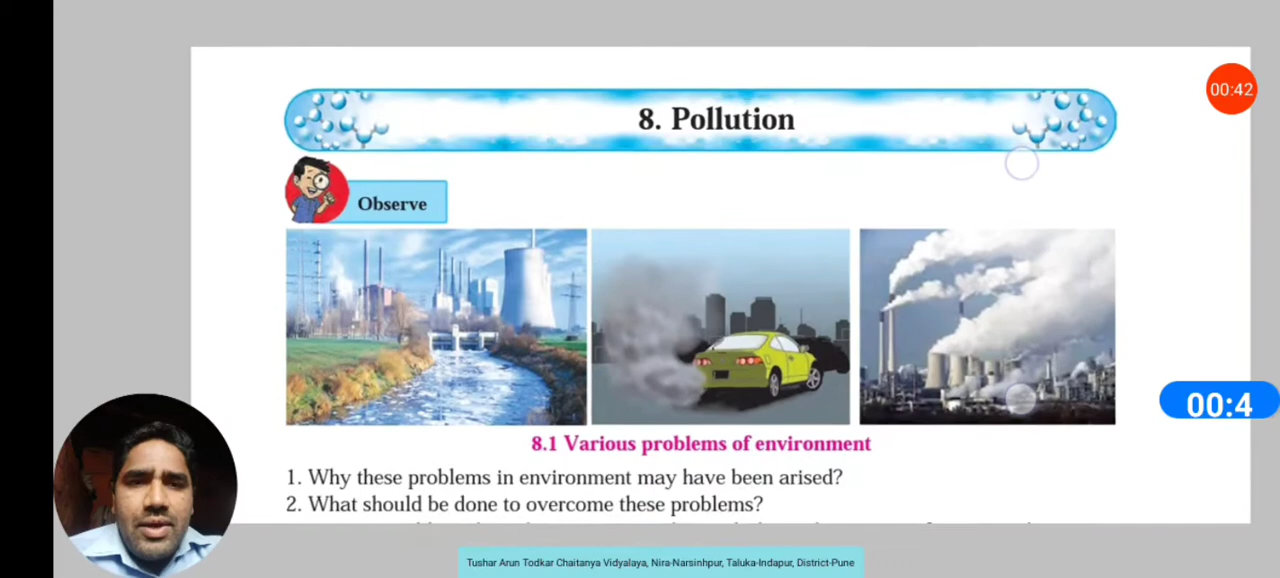 00:42
8. Pollution
Observe
00:4
8.1 Various problems of environment
1. Why these problems in environment may have been arised?
2. What should be done to overcome these problems?
Tushar Arun Todkar Chaitanya Vidyalaya, Nira-Narsinhpur, Taluka-Indapur, District-Pune